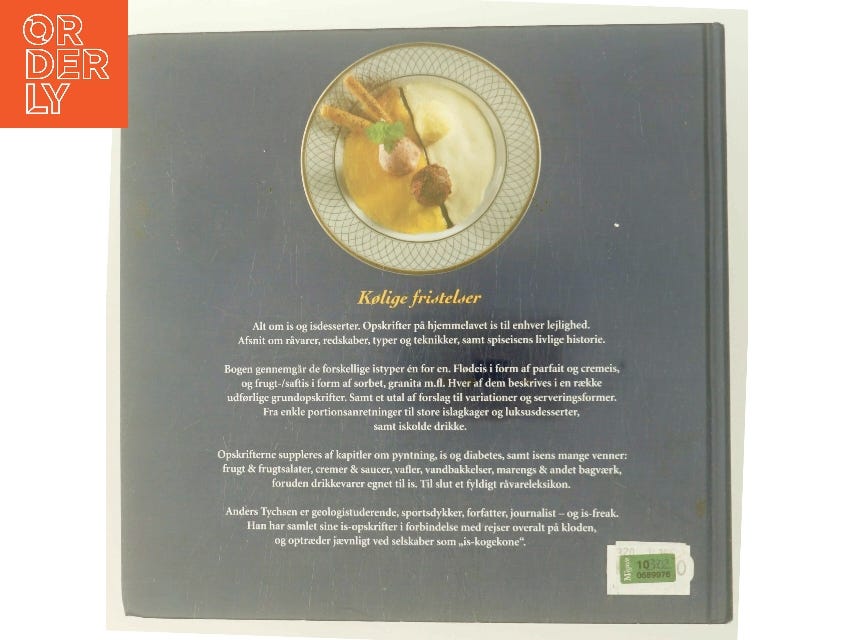 OR
DER
LY
Kølige fristelser
Alt om is og isdesserter. Opskrifter på hjemmelavet is til enhver lejlighed.
Afsnit om råvarer, redskaber, typer og teknikker, samt spiseisens livlige historie.
Bogen gennemgår de forskellige istyper én for en. Flødeis i form af parfait og cremeis,
og frugt-/saftis i form af sorbet, granita m.fl. Hver af dem beskrives i en række
udførlige grundopskrifter. Samt et utal af forslag til variationer og serveringsformer.
Fra enkle portionsanretninger til store islagkager og luksusdesserter,
samt iskolde drikke.
Opskrifterne suppleres af kapitler om pyntning, is og diabetes, samt isens mange venner:
frugt & frugtsalater, cremer & saucer, vafler, vandbakkelser, marengs & andet bagværk,
foruden drikkevarer egnet til is. Til slut et fyldigt råvareleksikon.
Anders Tychsen er geologistuderende, sportsdykker, forfatter, journalist – og is-freak.
Han har samlet sine is-opskrifter i forbindelse med rejser overalt på kloden,
og optræder jævnligt ved selskaber som „is-kogekone“.